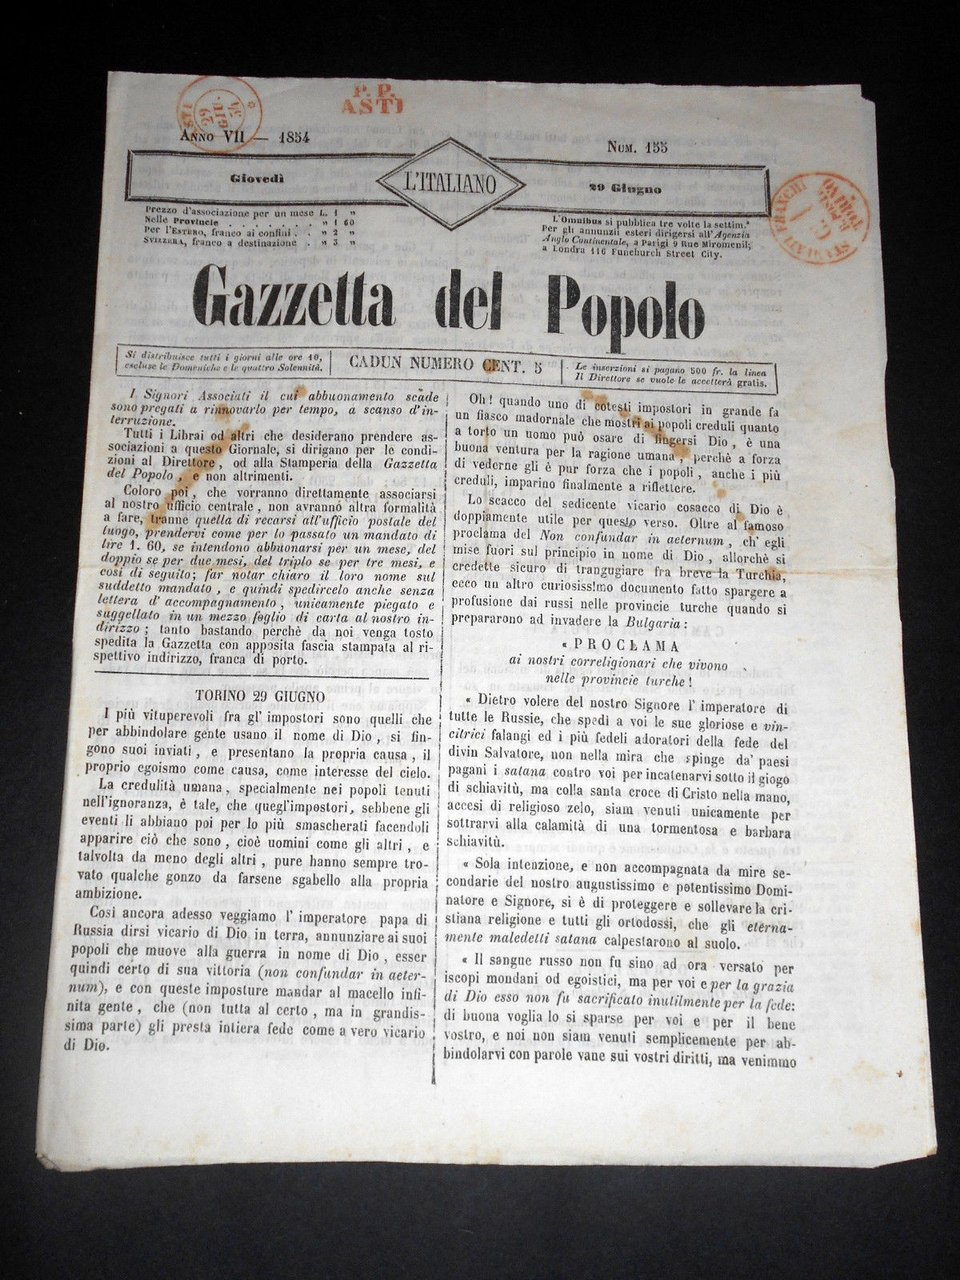 P. P.
ASTI
ASTI
29
GIU.
54
ANNO VII — 1854
NUM. 155
Giovedì
L'ITALIANO
29 Giugno
Prezzo d'associazione per un mese L. 1 »
Nelle Provincie . . . . . . . » 1 60
Per l'ESTERO, franco ai confini . . » 2 »
SVIZZERA, franco a destinazione . . » 3 »
L'Omnibus si pubblica tre volte la settim.ª
Per gli annunzii esteri dirigersi all'Agenzia
Anglo Continentale, a Parigi 9 Rue Miromenil;
a Londra 116 Funchurch Street City.
Gazzetta del Popolo
Si distribuisce tutti i giorni alle ore 10,
escluse le Domeniche e le quattro Solennità.
CADUN NUMERO CENT. 5
Le inserzioni si pagano 500 fr. la linea
Il Direttore se vuole le accetterà gratis.
I Signori Associati il cui abbuonamento scade
sono pregati a rinnovarlo per tempo, a scanso d'in-
terruzione.
Tutti i Librai od altri che desiderano prendere as-
sociazioni a questo Giornale, si dirigano per le condi-
zioni al Direttore, od alla Stamperia della Gazzetta
del Popolo, e non altrimenti.
Coloro poi, che vorranno direttamente associarsi
al nostro ufficio centrale, non avranno altra formalità
a fare, tranne quella di recarsi all'ufficio postale del
luogo, prendervi come per lo passato un mandato di
lire 1. 60, se intendono abbuonarsi per un mese, del
doppio se per due mesi, del triplo se per tre mesi, e
così di seguito; far notar chiaro il loro nome sul
suddetto mandato, e quindi spedircelo anche senza
lettera d'accompagnamento, unicamente piegato e
suggellato in un mezzo foglio di carta al nostro in-
dirizzo; tanto bastando perchè da noi venga tosto
spedita la Gazzetta con apposita fascia stampata al ri-
spettivo indirizzo, franca di porto.
TORINO 29 GIUGNO
I più vituperevoli fra gl'impostori sono quelli che
per abbindolare gente usano il nome di Dio, si fin-
gono suoi inviati, e presentano la propria causa, il
proprio egoismo come causa, come interesse del cielo.
La credulità umana, specialmente nei popoli tenuti
nell'ignoranza, è tale, che quegl'impostori, sebbene gli
eventi li abbiano poi per lo più smascherati facendoli
apparire ciò che sono, cioè uomini come gli altri, e
talvolta da meno degli altri, pure hanno sempre tro-
vato qualche gonzo da farsene sgabello alla propria
ambizione.
Così ancora adesso veggiamo l'imperatore papa di
Russia dirsi vicario di Dio in terra, annunziare ai suoi
popoli che muove alla guerra in nome di Dio, esser
quindi certo di sua vittoria (non confundar in aeter-
num), e con queste imposture mandar al macello infi-
nita gente, che (non tutta al certo, ma in grandis-
sima parte) gli presta intiera fede come a vero vicario
di Dio.
Oh! quando uno di cotesti impostori in grande fa
un fiasco madornale che mostri ai popoli creduli quanto
a torto un uomo può osare di fingersi Dio, è una
buona ventura per la ragione umana, perchè a forza
di vederne gli è pur forza che i popoli, anche i più
creduli, imparino finalmente a riflettere.
Lo scacco del sedicente vicario cosacco di Dio è
doppiamente utile per questo verso. Oltre al famoso
proclama del Non confundar in aeternum, ch'egli
mise fuori sul principio in nome di Dio, allorchè si
credette sicuro di trangugiare fra breve la Turchia,
ecco un altro curiosissimo documento fatto spargere a
profusione dai russi nelle provincie turche quando si
prepararono ad invadere la Bulgaria:
« PROCLAMA
ai nostri correligionari che vivono
nelle provincie turche!
« Dietro volere del nostro Signore l'imperatore di
tutte le Russie, che spedì a voi le sue gloriose e vin-
citrici falangi ed i più fedeli adoratori della fede del
divin Salvatore, non nella mira che spinge da' paesi
pagani i satana contro voi per incatenarvi sotto il giogo
di schiavitù, ma colla santa croce di Cristo nella mano,
accesi di religioso zelo, siam venuti unicamente per
sottrarvi alla calamità di una tormentosa e barbara
schiavitù.
« Sola intenzione, e non accompagnata da mire se-
condarie del nostro augustissimo e potentissimo Domi-
natore e Signore, si è di proteggere e sollevare la cri-
stiana religione e tutti gli ortodossi, che gli eterna-
mente maledetti satana calpestarono al suolo.
« Il sangue russo non fu sino ad ora versato per
iscopi mondani od egoistici, ma per voi e per la grazia
di Dio esso non fu sacrificato inutilmente per la fede:
di buona voglia lo si sparse per voi e per il bene
vostro, e noi non siam venuti semplicemente per ab-
bindolarvi con parole vane sui vostri diritti, ma venimmo